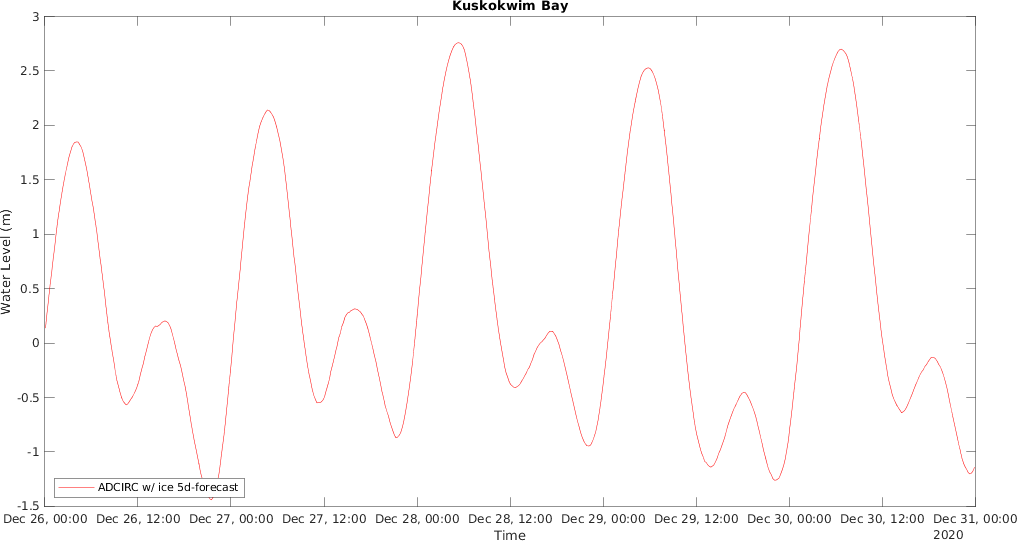 Kuskokwim Bay
3
2.5
2
1.5
1
0.5
0
-0.5
-1
-1.5
Water Level (m)
ADCIRC w/ ice 5d-forecast
Dec 26, 00:00 Dec 26, 12:00 Dec 27, 00:00 Dec 27, 12:00 Dec 28, 00:00 Dec 28, 12:00 Dec 29, 00:00 Dec 29, 12:00 Dec 30, 00:00 Dec 30, 12:00 Dec 31, 00:00
Time
2020